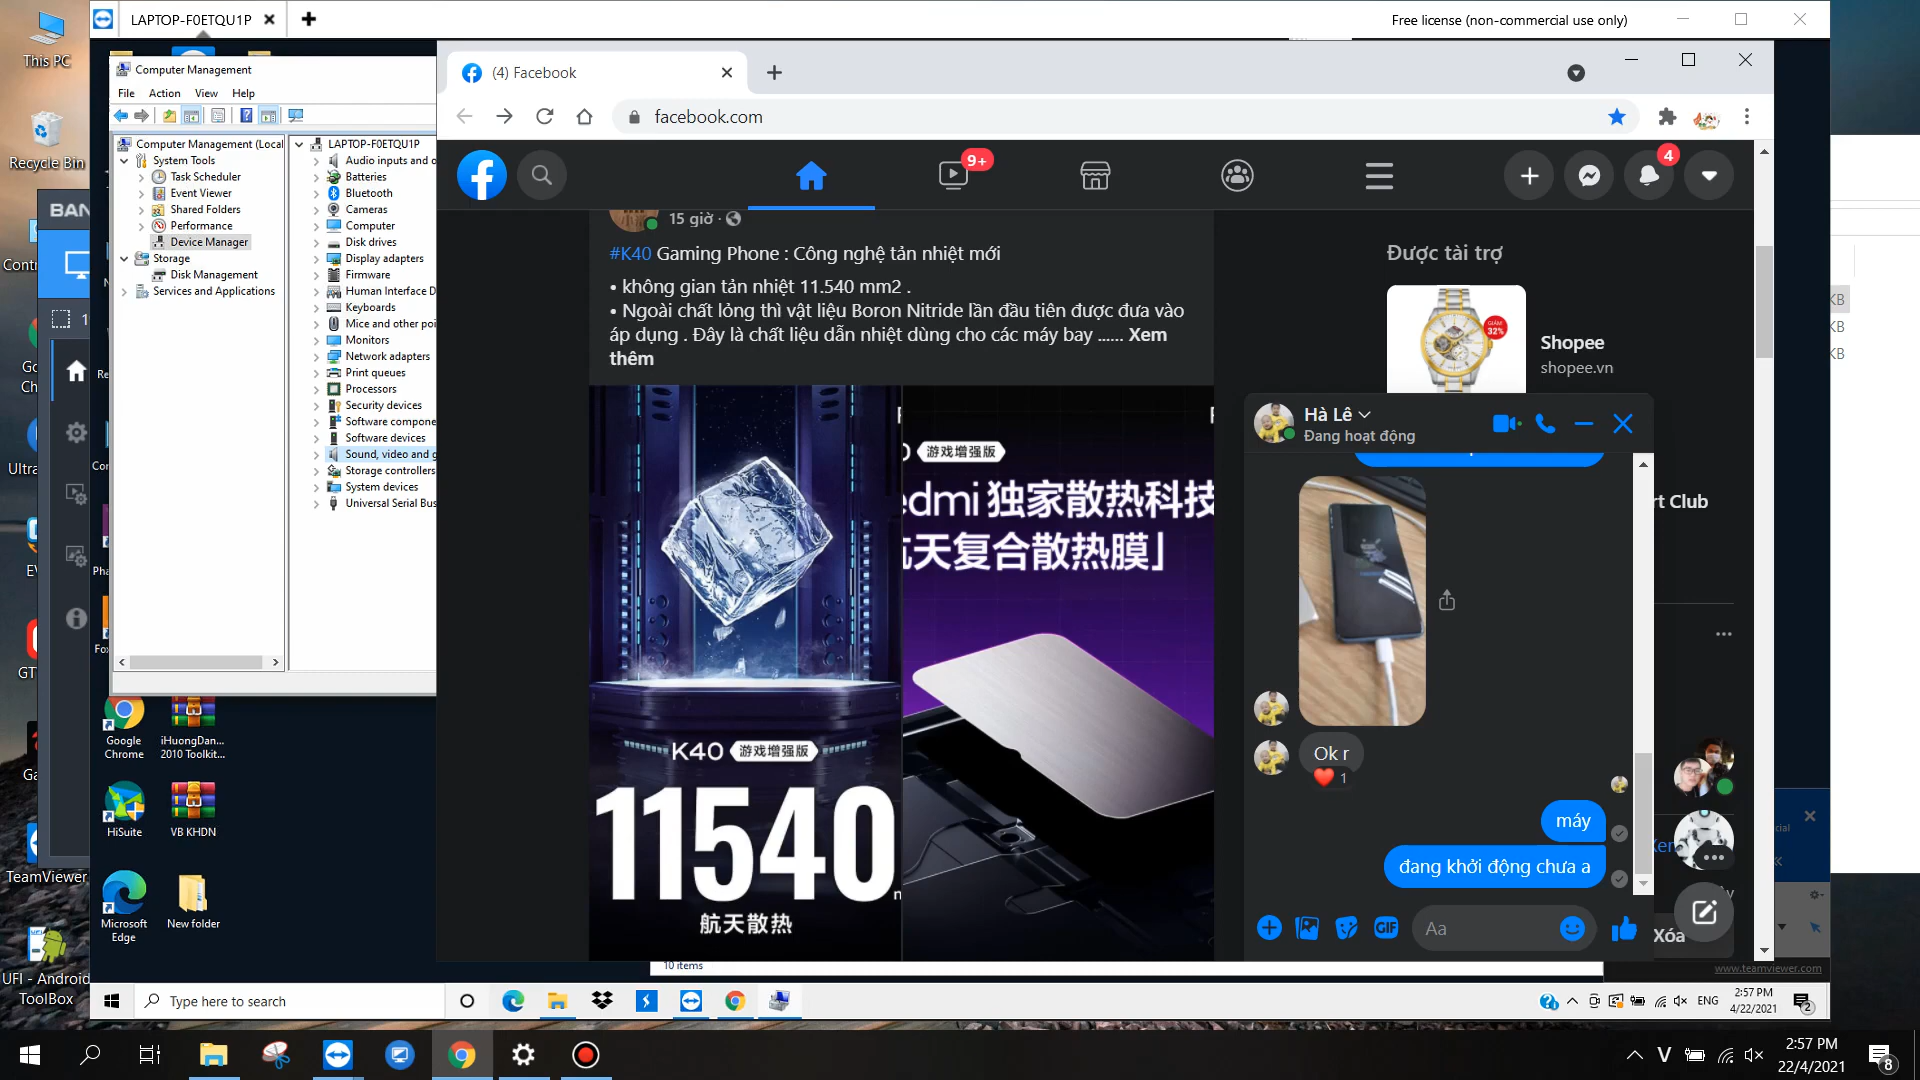 This PC
Recycle Bin
LAPTOP-F0ETQU1P
Free license (non-commercial use only)
Computer Management
File Action View Help
Computer Management (Local
System Tools
Task Scheduler
Event Viewer
Shared Folders
Performance
Device Manager
Storage
Disk Management
Services and Applications
LAPTOP-F0ETQU1P
Audio inputs and o
Batteries
Bluetooth
Cameras
Computer
Disk drives
Display adapters
Firmware
Human Interface D
Keyboards
Mice and other poi
Monitors
Network adapters
Print queues
Processors
Security devices
Software compone
Software devices
Sound, video and g
Storage controllers
System devices
Universal Serial Bus
(4) Facebook
facebook.com
9+
4
15 giờ
#K40 Gaming Phone : Công nghệ tản nhiệt mới
• không gian tản nhiệt 11.540 mm2 .
• Ngoài chất lỏng thì vật liệu Boron Nitride lần đầu tiên được đưa vào
áp dụng . Đây là chất liệu dẫn nhiệt dùng cho các máy bay ...... Xem
thêm
K40 游戏增强版
11540
航天散热
游戏增强版
edmi 独家散热科技
航天复合散热膜」
Được tài trợ
GIẢM
32%
Shopee
shopee.vn
rt Club
Hà Lê
Đang hoạt động
Ok r
1
máy
đang khởi động chưa a
GIF
Aa
Xóa
KB
KB
KB
www.teamviewer.com
BAN
Google
Chrome
iHuongDan...
2010 Toolkit...
HiSuite
VB KHDN
Microsoft
Edge
New folder
TeamViewer
UFI - Android
ToolBox
10 items
Type here to search
ENG
2:57 PM
4/22/2021
2
V
2:57 PM
22/4/2021
8